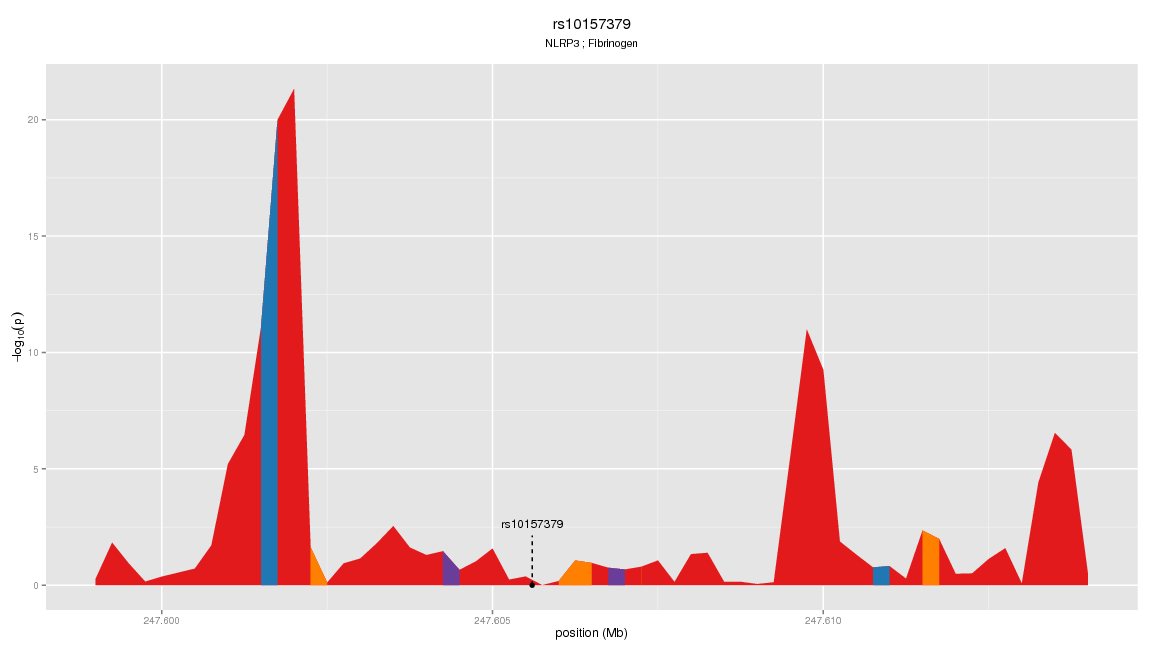 rs10157379
NLRP3 ; Fibrinogen
20
15
10
5
0
−log10(p)
rs10157379
247.600
247.605
247.610
position (Mb)